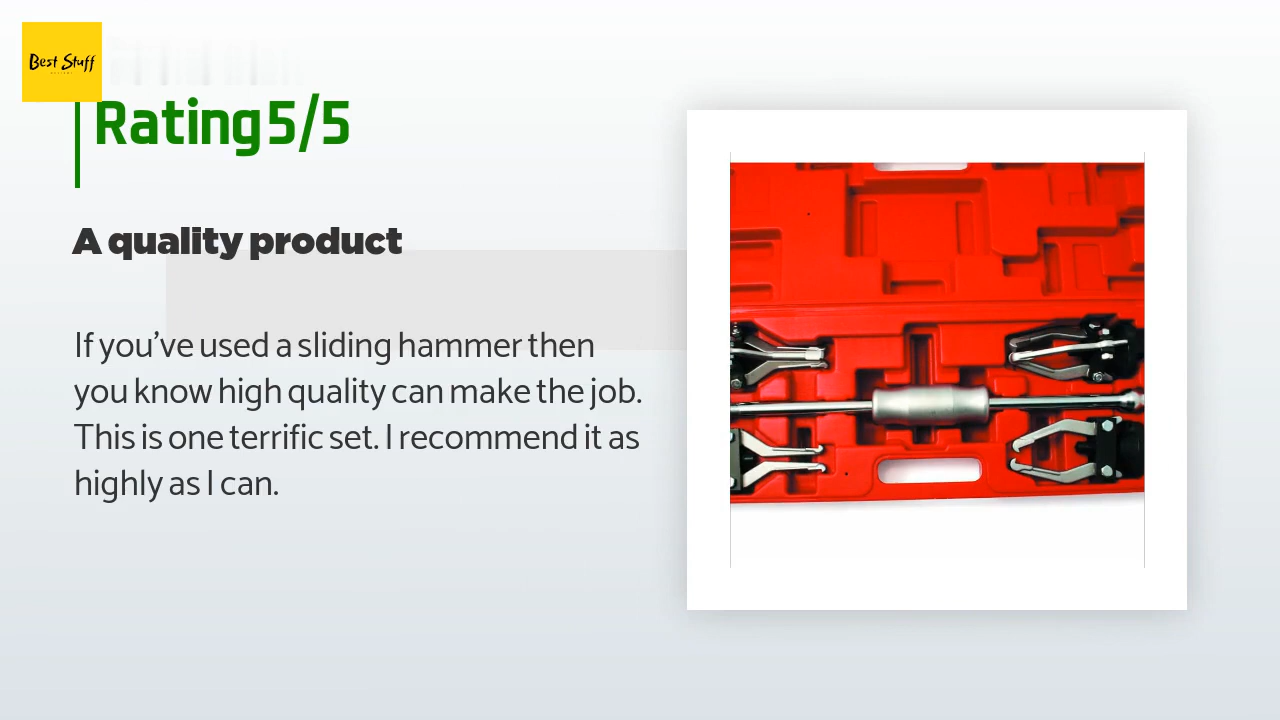 Best Stuff
Rating 5/5
A quality product
If you've used a sliding hammer then
you know high quality can make the job.
This is one terrific set. I recommend it as
highly as I can.